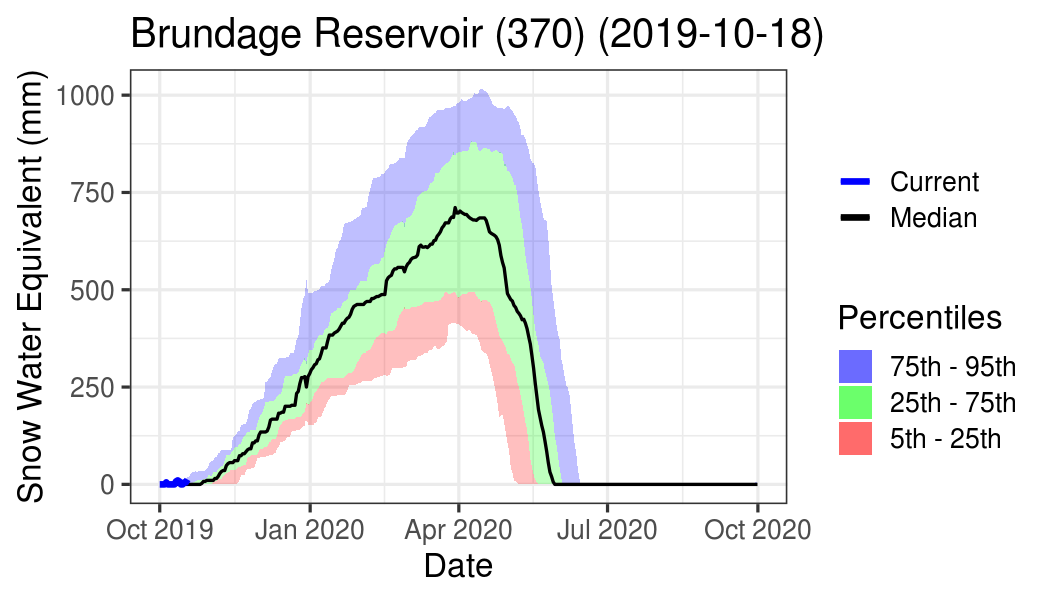 Brundage Reservoir (370) (2019-10-18)
Snow Water Equivalent (mm)
1000
750
500
250
0
Oct 2019
Jan 2020
Apr 2020
Jul 2020
Oct 2020
Date
Current
Median
Percentiles
75th - 95th
25th - 75th
5th - 25th